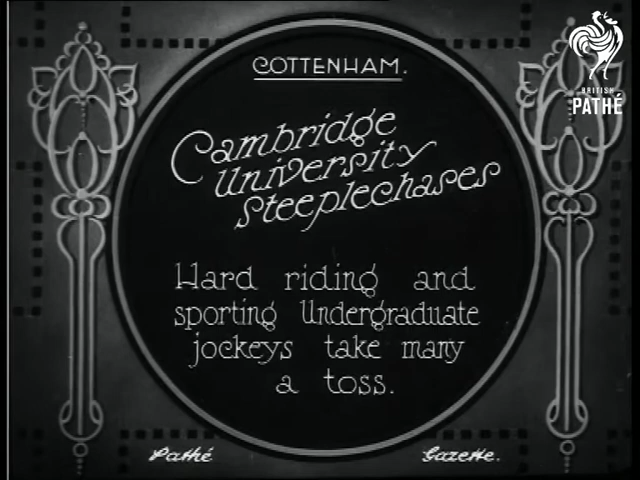 COTTENHAM.
Cambridge
University
Steeplechases
Hard riding and
sporting Undergraduate
jockeys take many
a toss.
Pathé Gazette.
BRITISH
PATHÉ